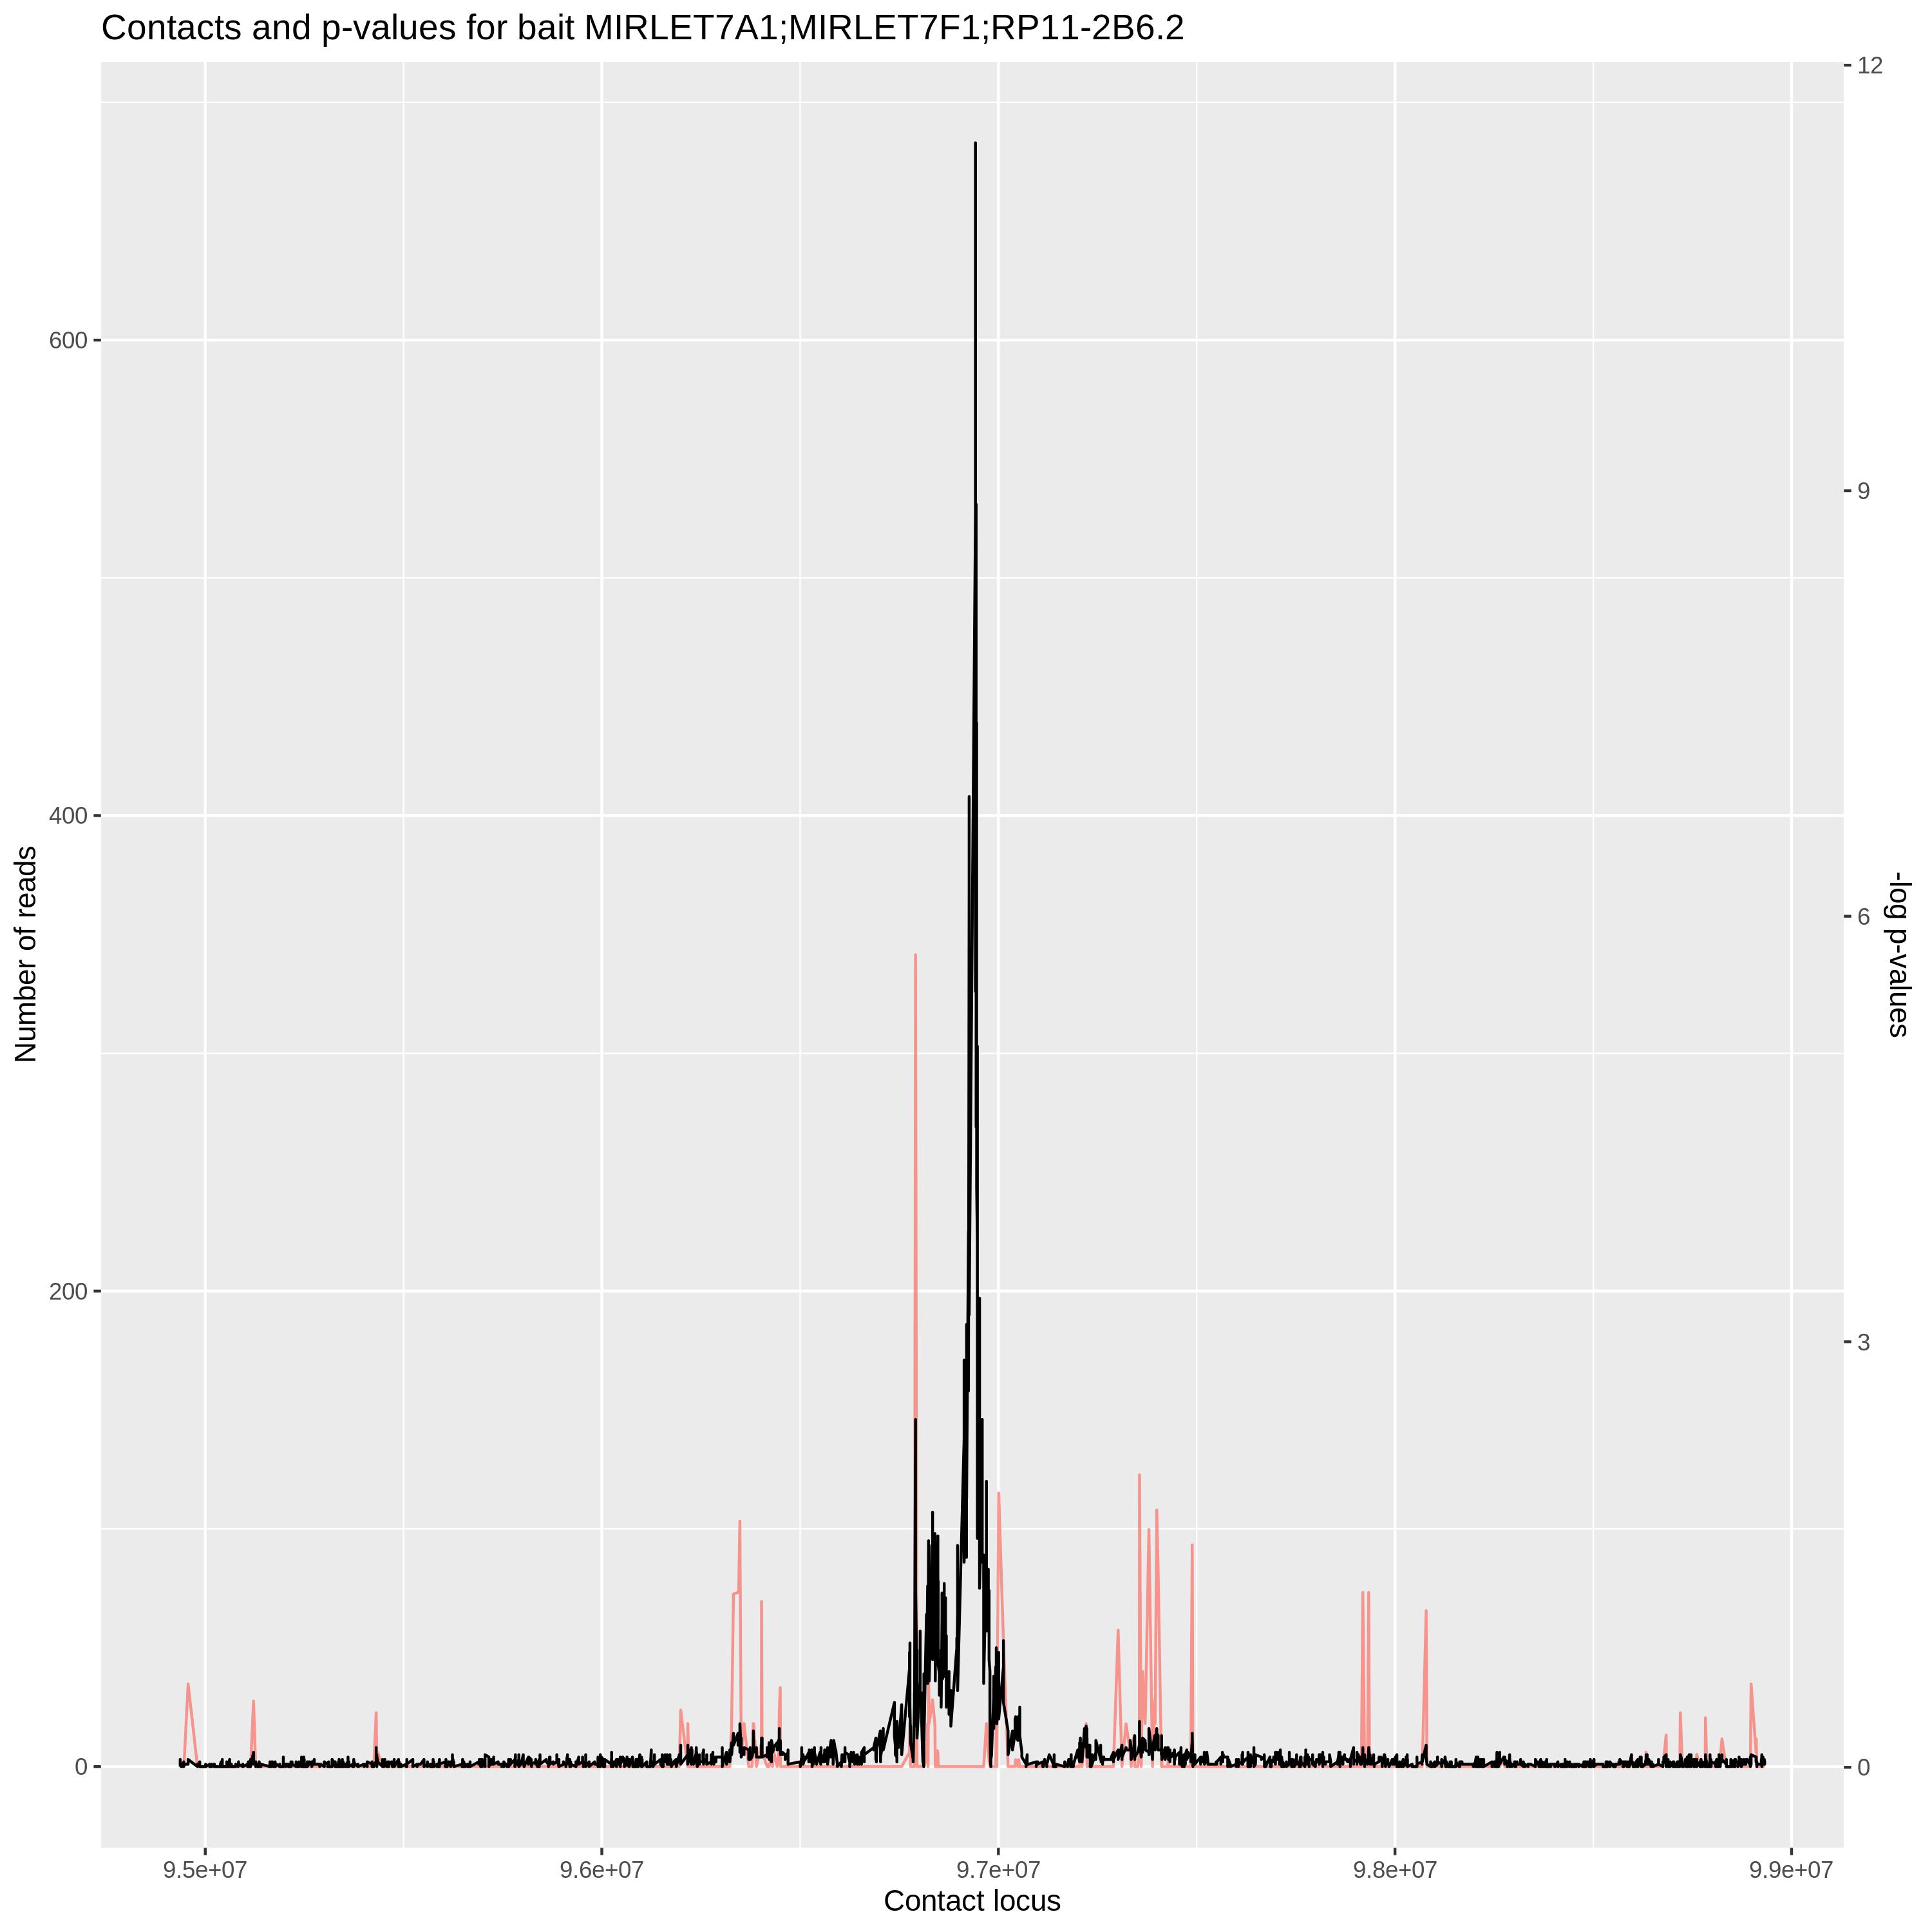 Contacts and p-values for bait MIRLET7A1;MIRLET7F1;RP11-2B6.2
12
9
6
3
0
-log p-values
600
400
200
0
Number of reads
9.5e+07 9.6e+07 9.7e+07 9.8e+07 9.9e+07
Contact locus